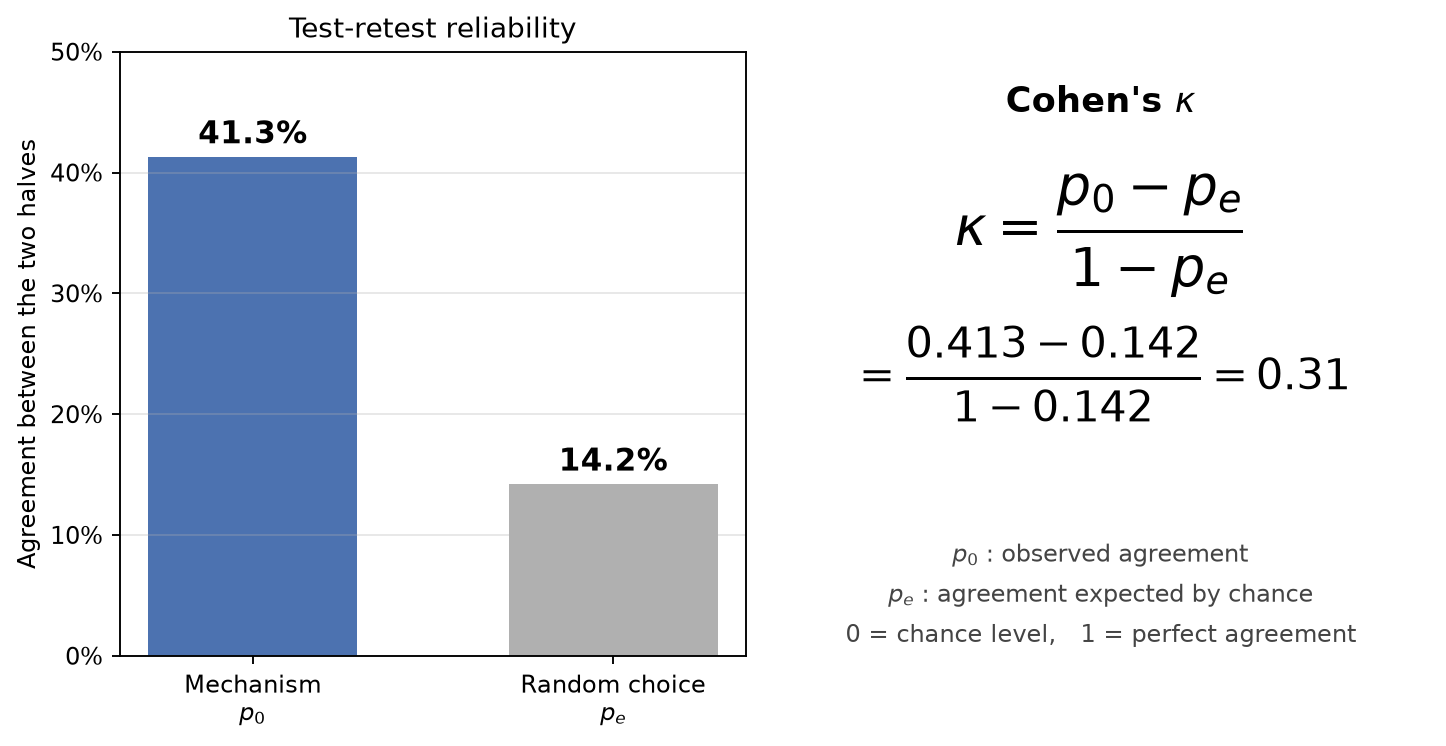 Test-retest reliability
50%
40%
30%
20%
10%
0%
Agreement between the two halves
41.3%
14.2%
Mechanism
p₀
Random choice
pₑ
Cohen's κ
κ = (p₀ − pₑ) / (1 − pₑ)
= (0.413 − 0.142) / (1 − 0.142) = 0.31
p₀ : observed agreement
pₑ : agreement expected by chance
0 = chance level, 1 = perfect agreement